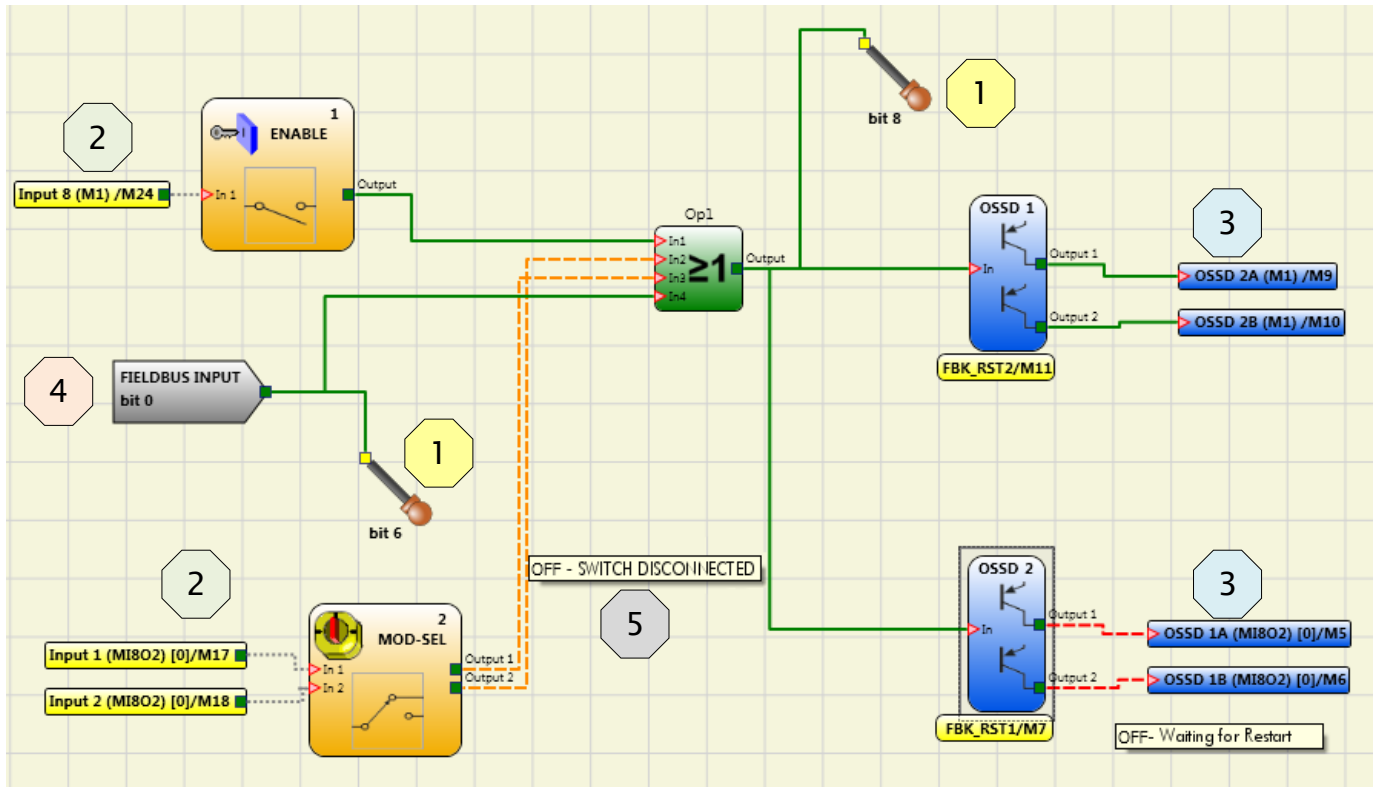 1
bit 8
2
1
ENABLE
Input 8 (M1) /M24
In 1
Output
Op1
In1
In2
In3
In4
≥1
Output
OSSD 1
In
Output 1
Output 2
FBK_RST2/M11
3
OSSD 2A (M1) /M9
OSSD 2B (M1) /M10
4
FIELDBUS INPUT
bit 0
1
bit 6
2
2
MOD-SEL
Input 1 (MI8O2) [0]/M17
Input 2 (MI8O2) [0]/M18
In 1
In 2
Output 1
Output 2
OFF - SWITCH DISCONNECTED
5
OSSD 2
In
Output 1
Output 2
FBK_RST1/M7
3
OSSD 1A (MI8O2) [0]/M5
OSSD 1B (MI8O2) [0]/M6
OFF- Waiting for Restart